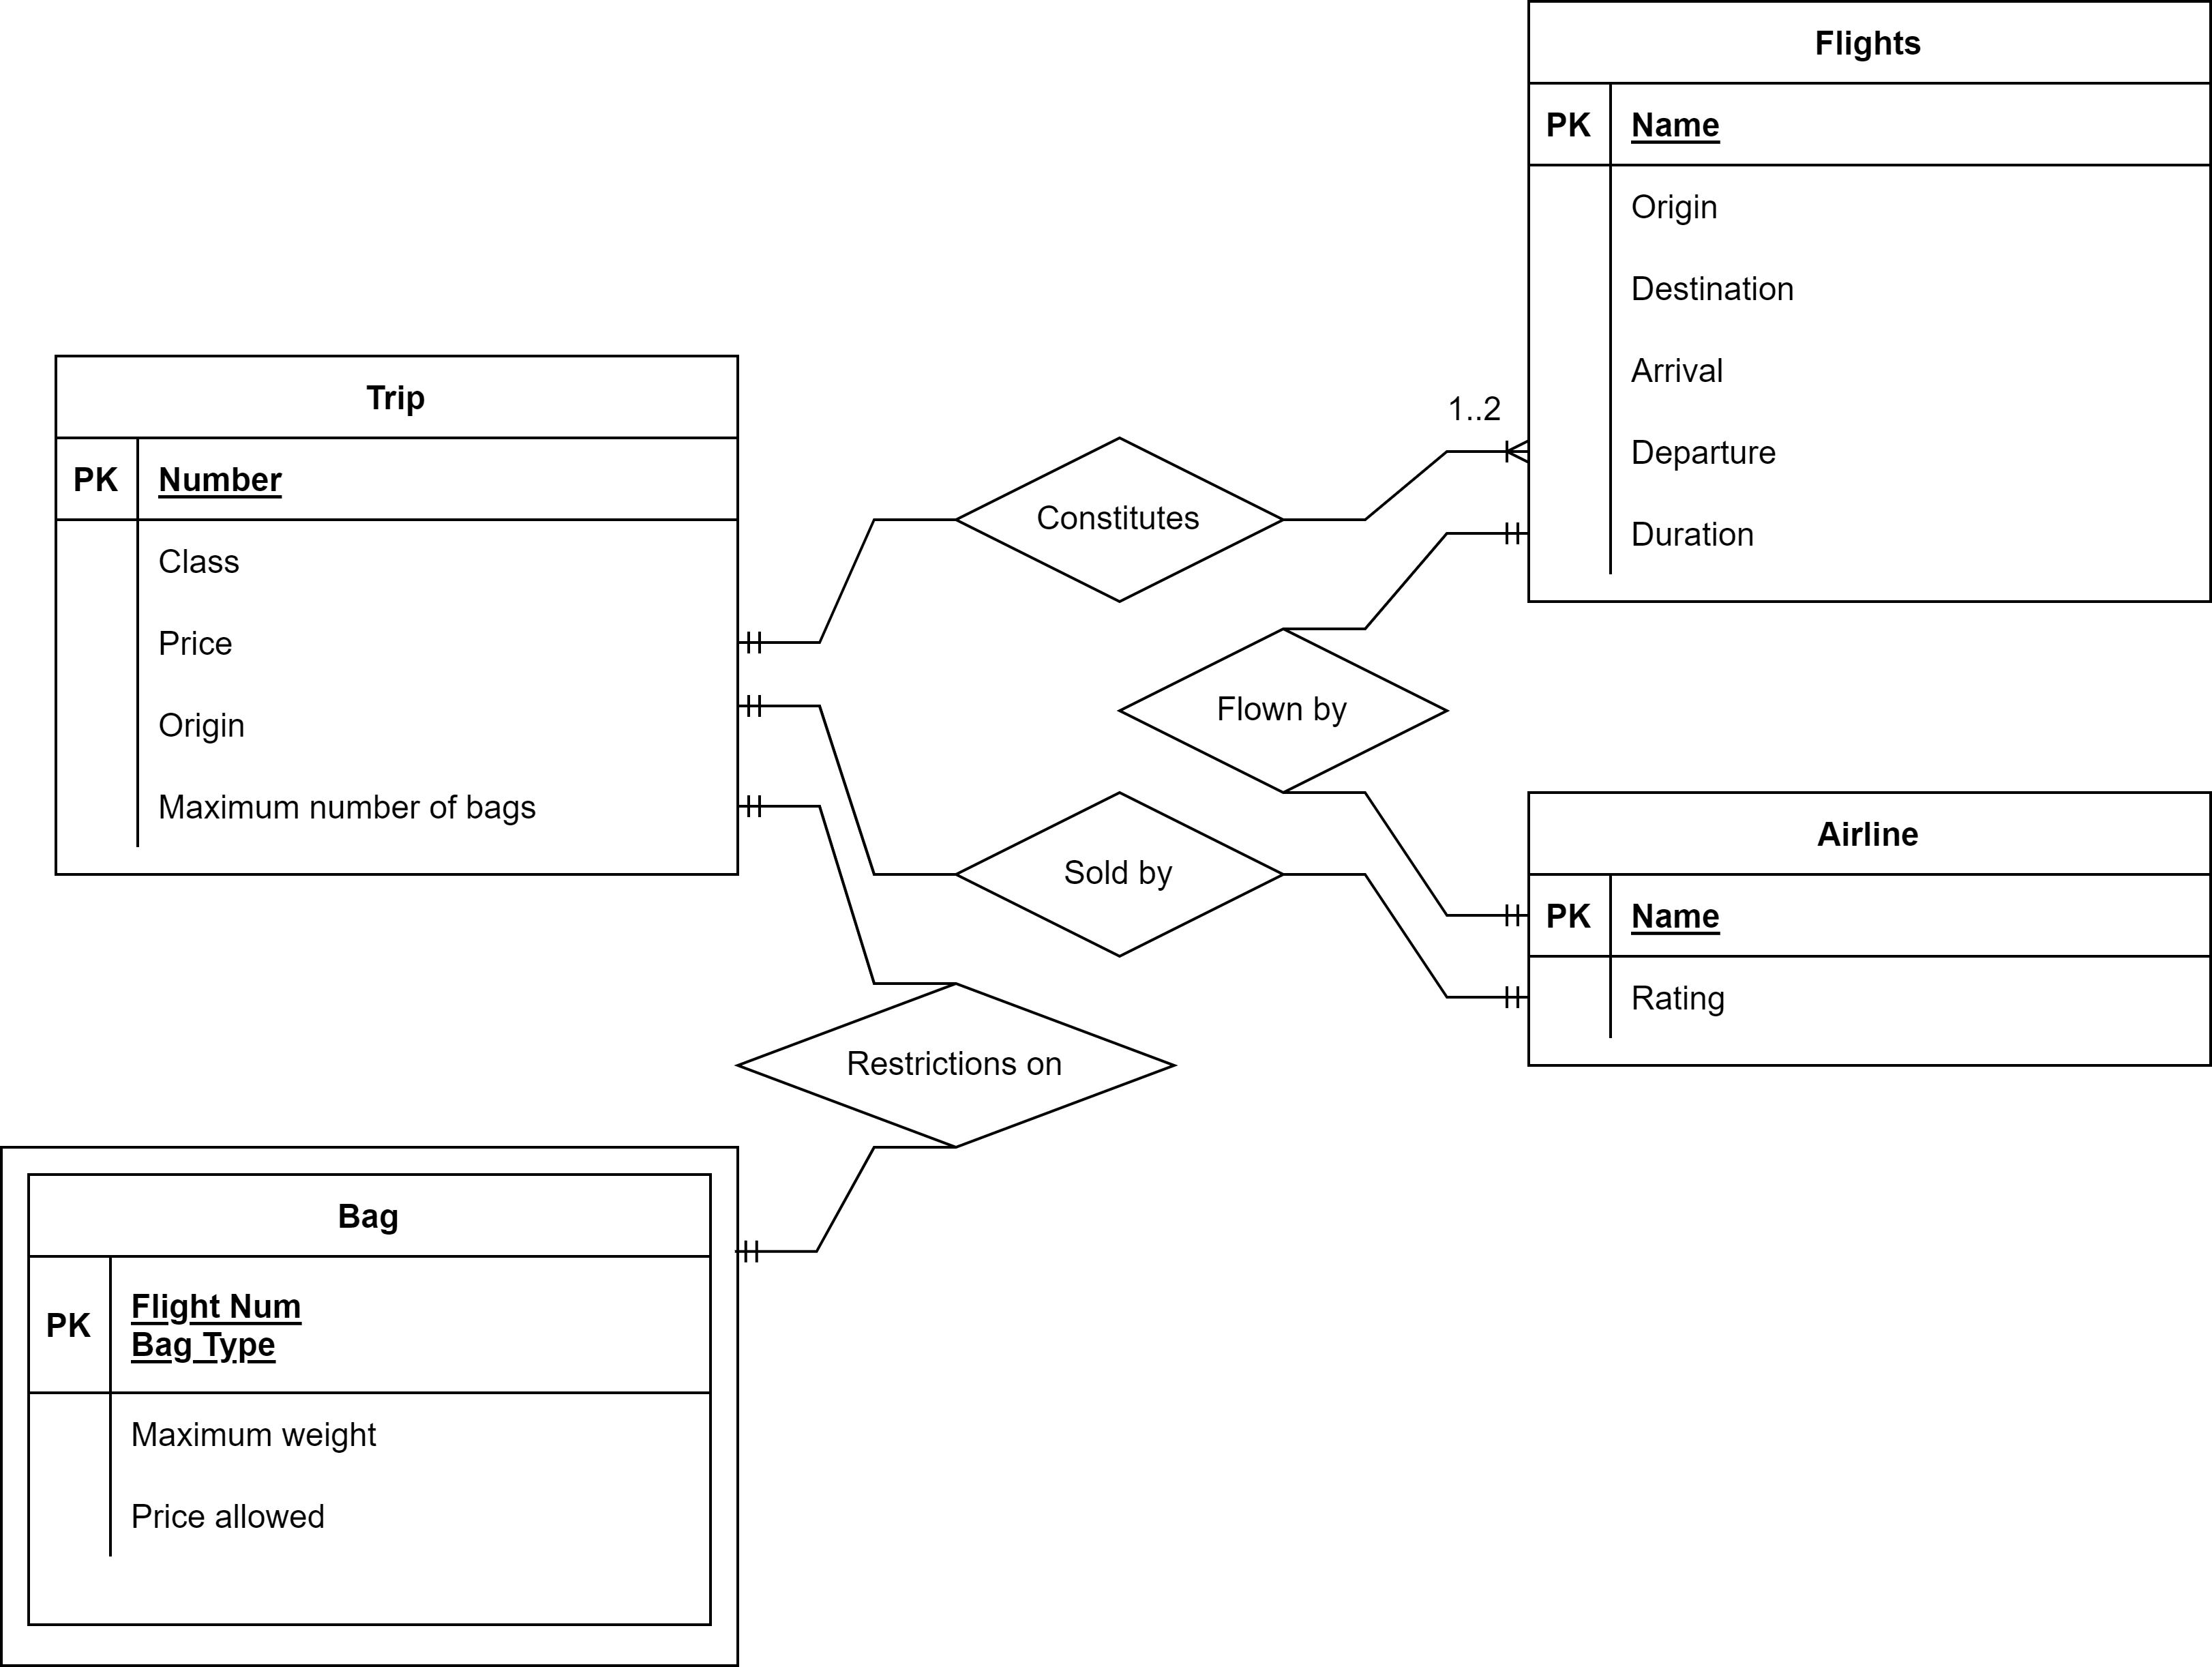 Flights
PK Name
Origin
Destination
Arrival
Departure
Duration
Trip
PK Number
Class
Price
Origin
Maximum number of bags
1..2
Constitutes
Flown by
Sold by
Restrictions on
Airline
PK Name
Rating
Bag
PK Flight Num
Bag Type
Maximum weight
Price allowed